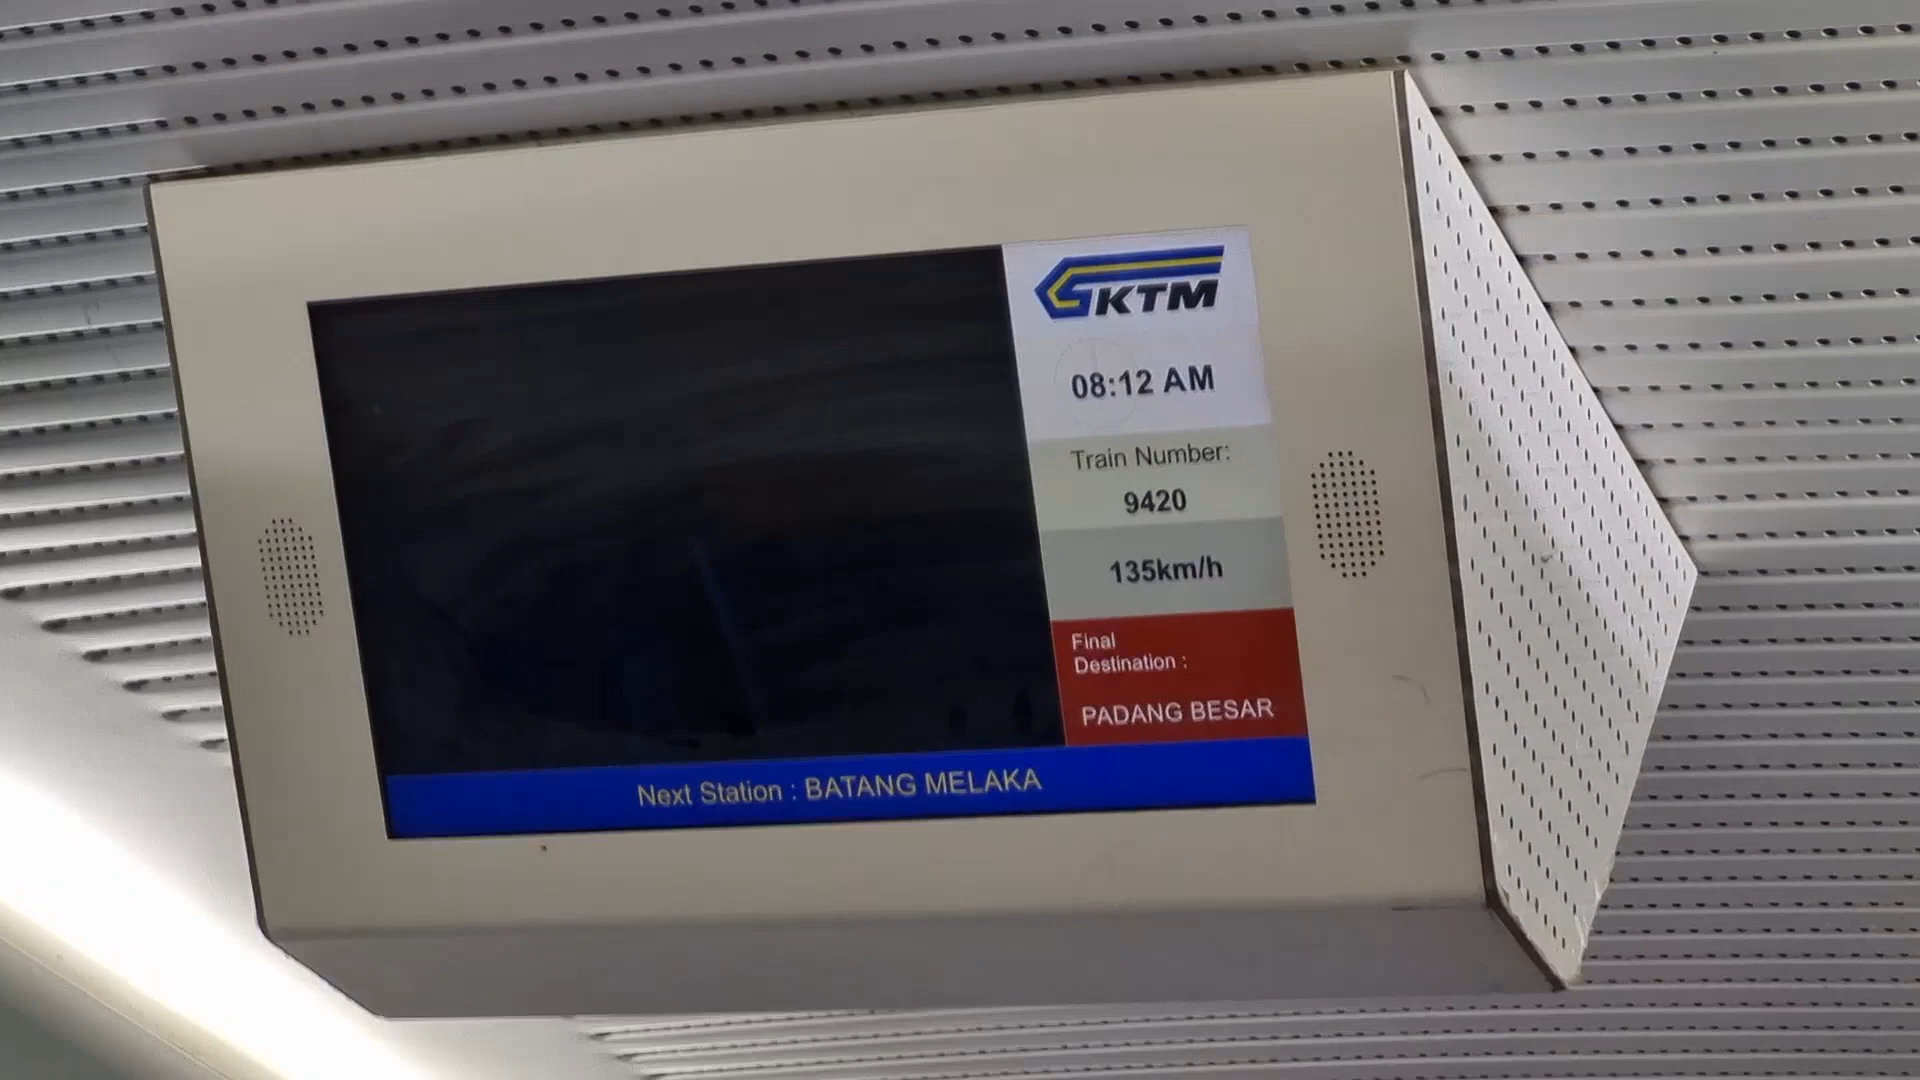 KTM
08:12 AM
Train Number:
9420
135km/h
Final
Destination :
PADANG BESAR
Next Station : BATANG MELAKA